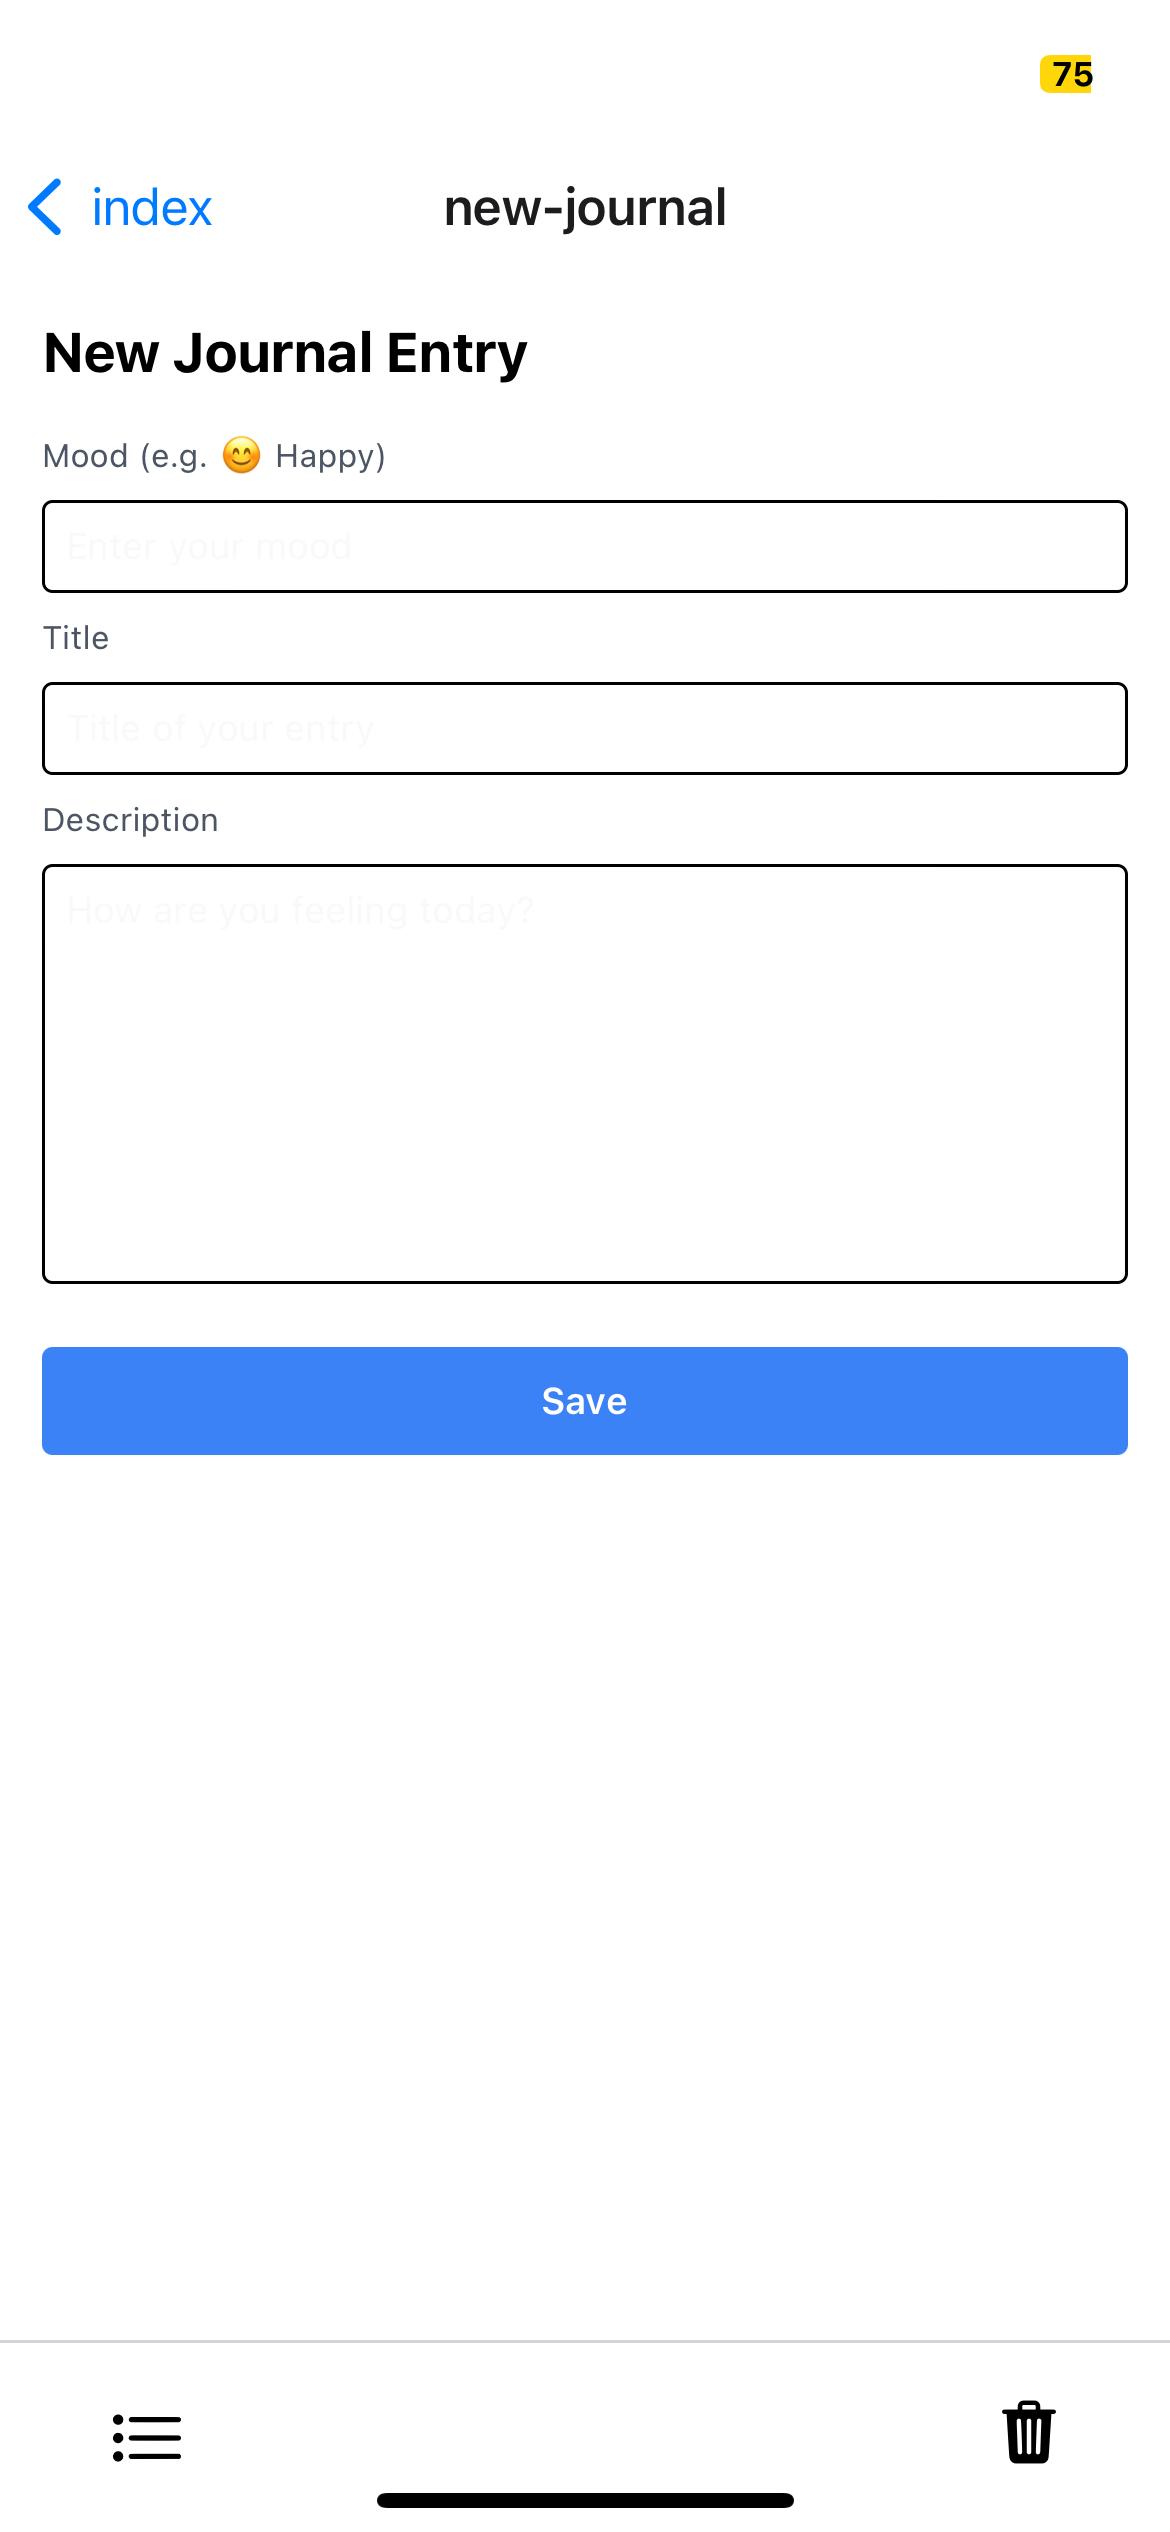 75
index
new-journal
New Journal Entry
Mood (e.g. 😊 Happy)
Enter your mood
Title
Title of your entry
Description
How are you feeling today?
Save